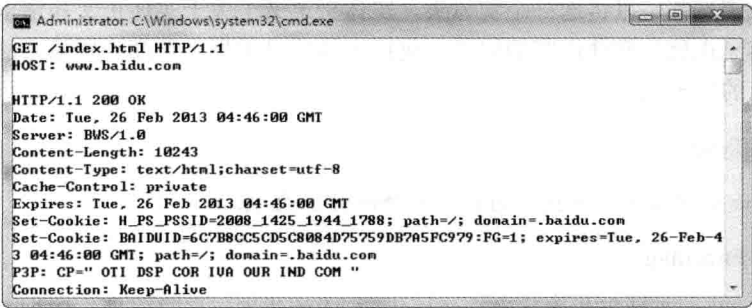 Administrator: C:\Windows\system32\cmd.exe
GET /index.html HTTP/1.1
HOST: www.baidu.com
HTTP/1.1 200 OK
Date: Tue, 26 Feb 2013 04:46:00 GMT
Server: BWS/1.0
Content-Length: 10243
Content-Type: text/html;charset=utf-8
Cache-Control: private
Expires: Tue, 26 Feb 2013 04:46:00 GMT
Set-Cookie: H_PS_PSSID=2008_1425_1944_1788; path=/; domain=.baidu.com
Set-Cookie: BAIDUID=6C7B8CC5CD5C8084D75759DB7A5FC979:FG=1; expires=Tue, 26-Feb-4
3 04:46:00 GMT; path=/; domain=.baidu.com
P3P: CP=" OTI DSP COR IVA OUR IND COM "
Connection: Keep-Alive